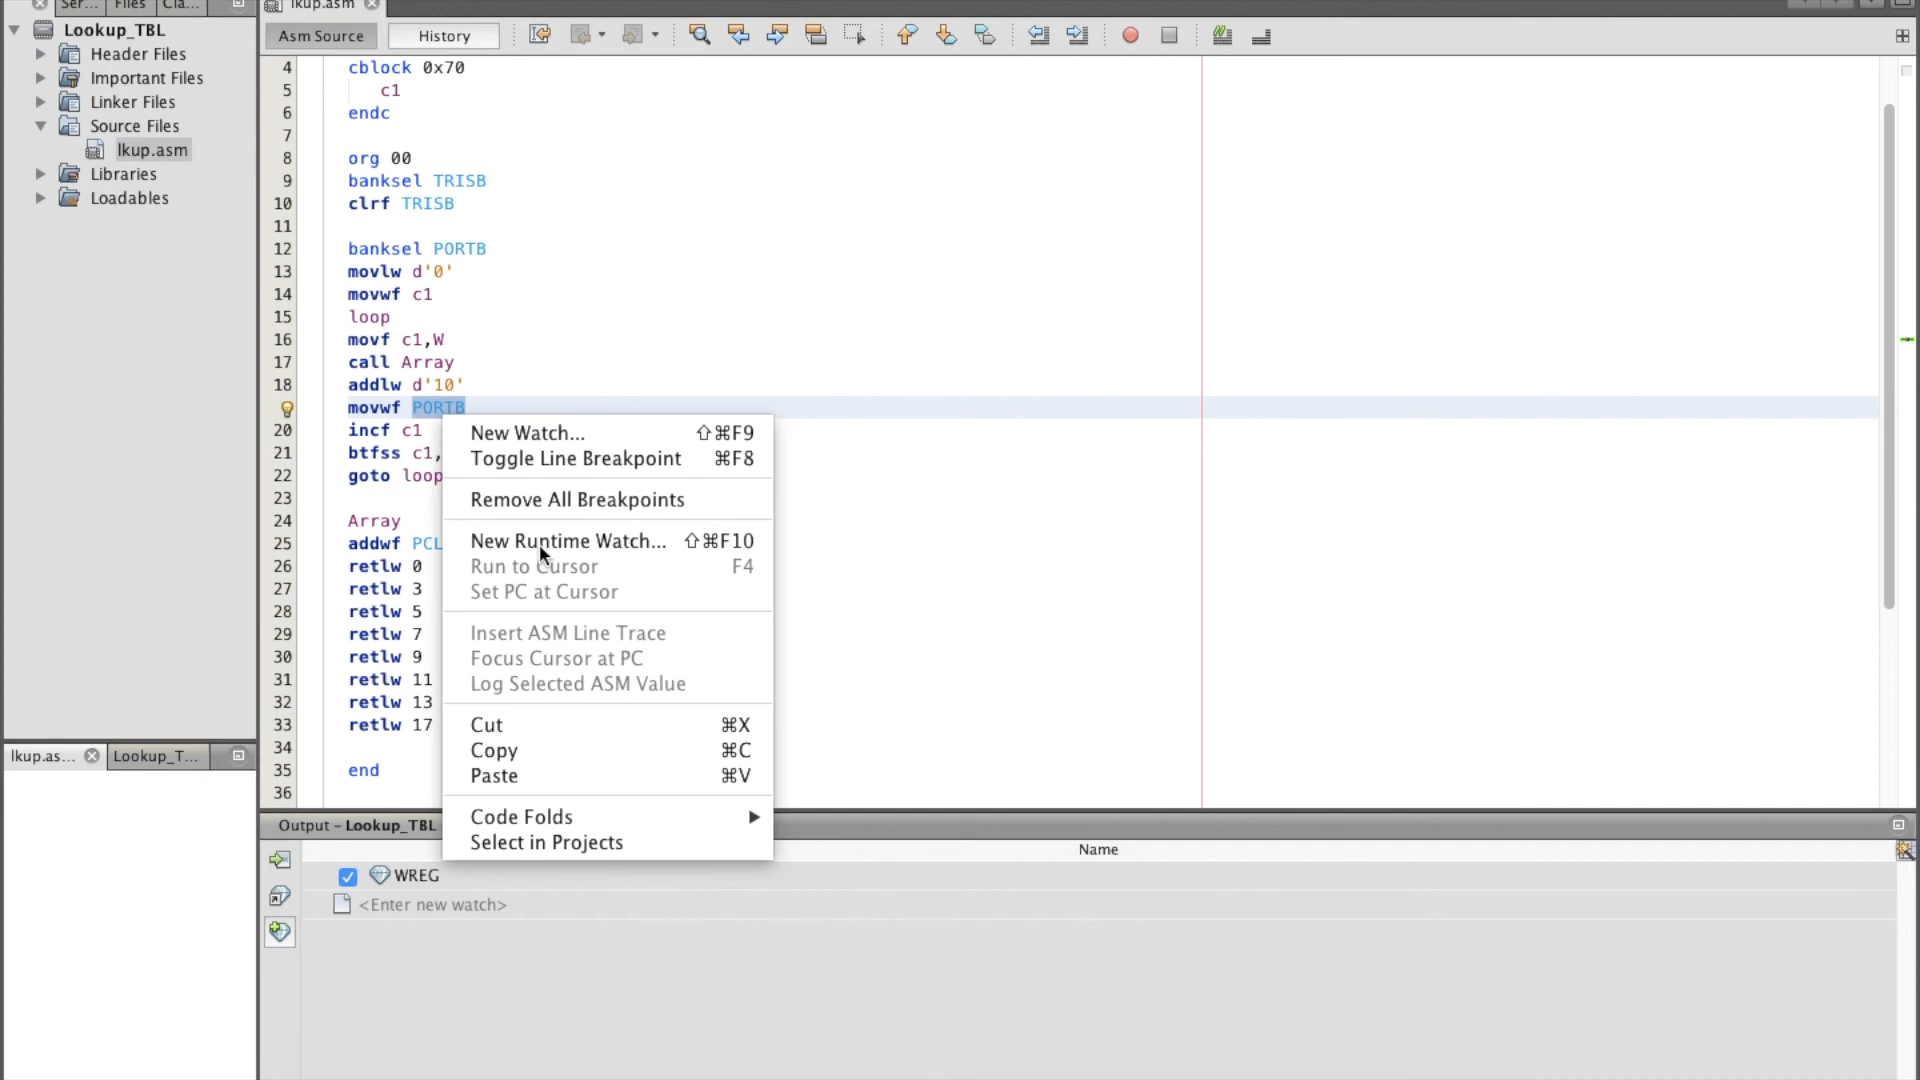 Ser... Files Cla...
Lookup_TBL
Header Files
Important Files
Linker Files
Source Files
lkup.asm
Libraries
Loadables
lkup.as... Lookup_T...
lkup.asm
Asm Source History
4 cblock 0x70
5 c1
6 endc
7
8 org 00
9 banksel TRISB
10 clrf TRISB
11
12 banksel PORTB
13 movlw d'0'
14 movwf c1
15 loop
16 movf c1,W
17 call Array
18 addlw d'10'
movwf PORTB
20 incf c1
21 btfss c1,
22 goto loop
23
24 Array
25 addwf PCL
26 retlw 0
27 retlw 3
28 retlw 5
29 retlw 7
30 retlw 9
31 retlw 11
32 retlw 13
33 retlw 17
34
35 end
36
New Watch... ⇧⌘F9
Toggle Line Breakpoint ⌘F8
Remove All Breakpoints
New Runtime Watch... ⇧⌘F10
Run to Cursor F4
Set PC at Cursor
Insert ASM Line Trace
Focus Cursor at PC
Log Selected ASM Value
Cut ⌘X
Copy ⌘C
Paste ⌘V
Code Folds
Select in Projects
Output – Lookup_TBL
Name
WREG
<Enter new watch>